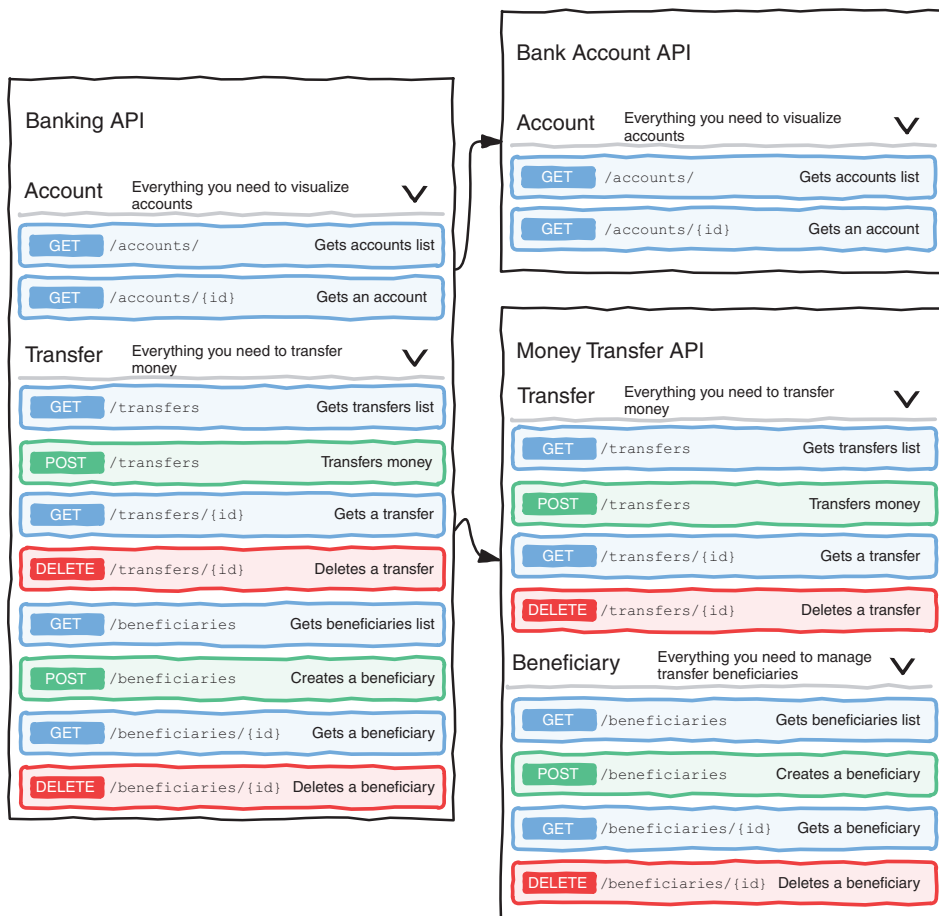 Banking API
Account
Everything you need to visualize
accounts
GET /accounts/ Gets accounts list
GET /accounts/{id} Gets an account
Transfer
Everything you need to transfer
money
GET /transfers Gets transfers list
POST /transfers Transfers money
GET /transfers/{id} Gets a transfer
DELETE /transfers/{id} Deletes a transfer
GET /beneficiaries Gets beneficiaries list
POST /beneficiaries Creates a beneficiary
GET /beneficiaries/{id} Gets a beneficiary
DELETE /beneficiaries/{id} Deletes a beneficiary
Bank Account API
Account
Everything you need to visualize
accounts
GET /accounts/ Gets accounts list
GET /accounts/{id} Gets an account
Money Transfer API
Transfer
Everything you need to transfer
money
GET /transfers Gets transfers list
POST /transfers Transfers money
GET /transfers/{id} Gets a transfer
DELETE /transfers/{id} Deletes a transfer
Beneficiary
Everything you need to manage
transfer beneficiaries
GET /beneficiaries Gets beneficiaries list
POST /beneficiaries Creates a beneficiary
GET /beneficiaries/{id} Gets a beneficiary
DELETE /beneficiaries/{id} Deletes a beneficiary